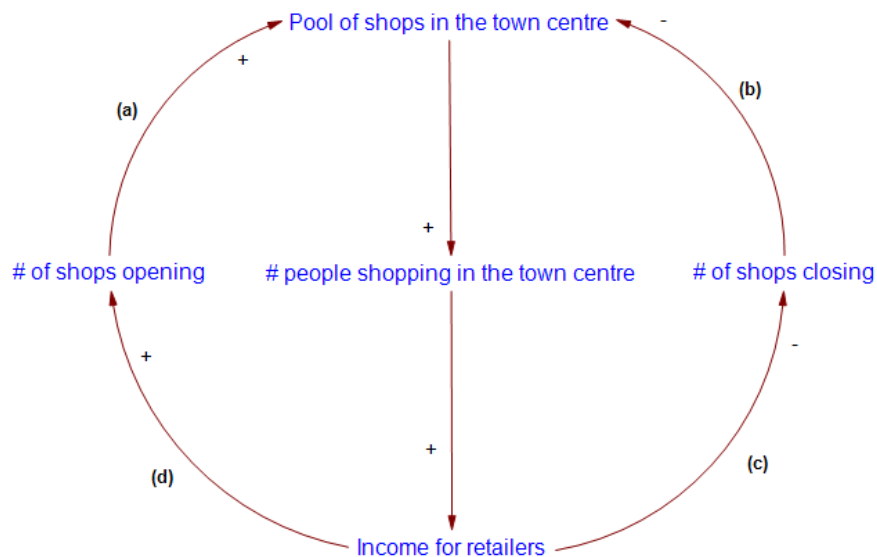 Pool of shops in the town centre
-
+
(b)
(a)
+
# of shops opening
# people shopping in the town centre
# of shops closing
+
-
+
(d)
(c)
Income for retailers